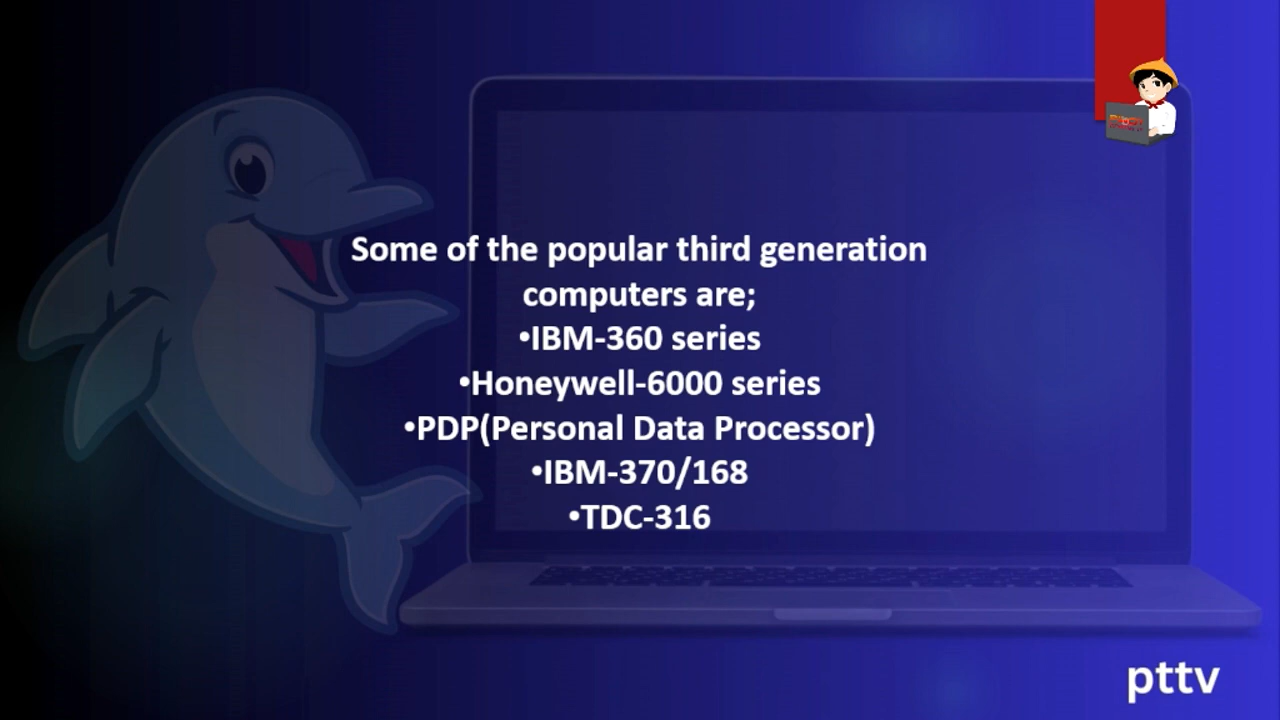 Some of the popular third generation
computers are;
•IBM-360 series
•Honeywell-6000 series
•PDP(Personal Data Processor)
•IBM-370/168
•TDC-316
pttv